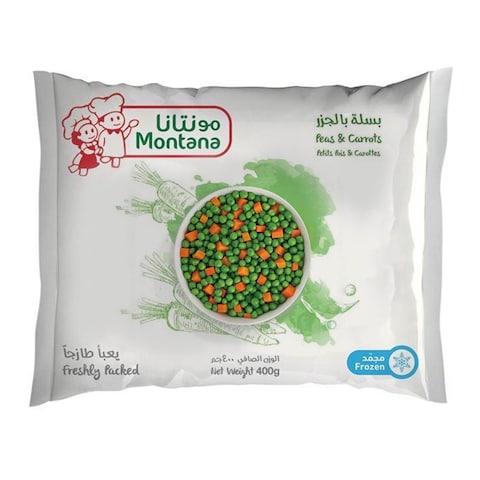 مونتانا
Montana
بسلة بالجزر
Peas & Carrots
Petits Pois & Carottes
يعبأ طازجاً
Freshly Packed
الوزن الصافي ٤٠٠جم
Net Weight 400g
مجمّد
Frozen